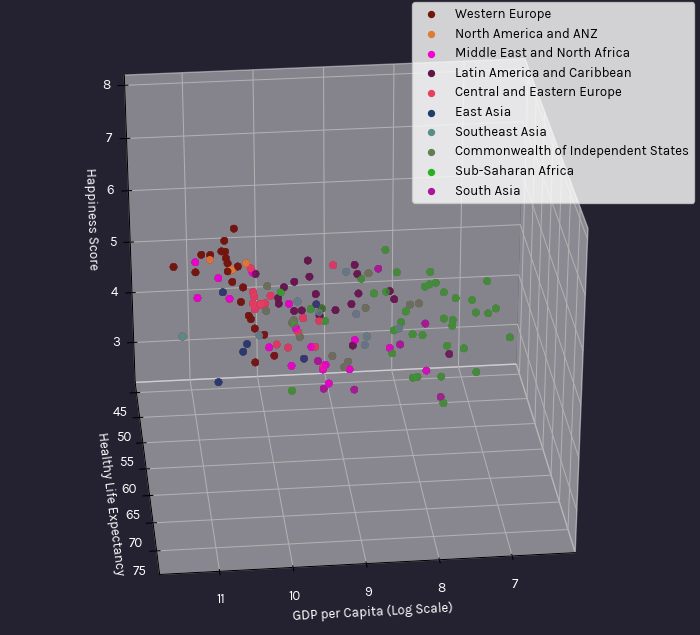 Western Europe
North America and ANZ
Middle East and North Africa
Latin America and Caribbean
Central and Eastern Europe
East Asia
Southeast Asia
Commonwealth of Independent States
Sub-Saharan Africa
South Asia
8
7
6
5
4
3
Happiness Score
45
50
55
60
65
70
75
Healthy Life Expectancy
11
10
9
8
7
GDP per Capita (Log Scale)